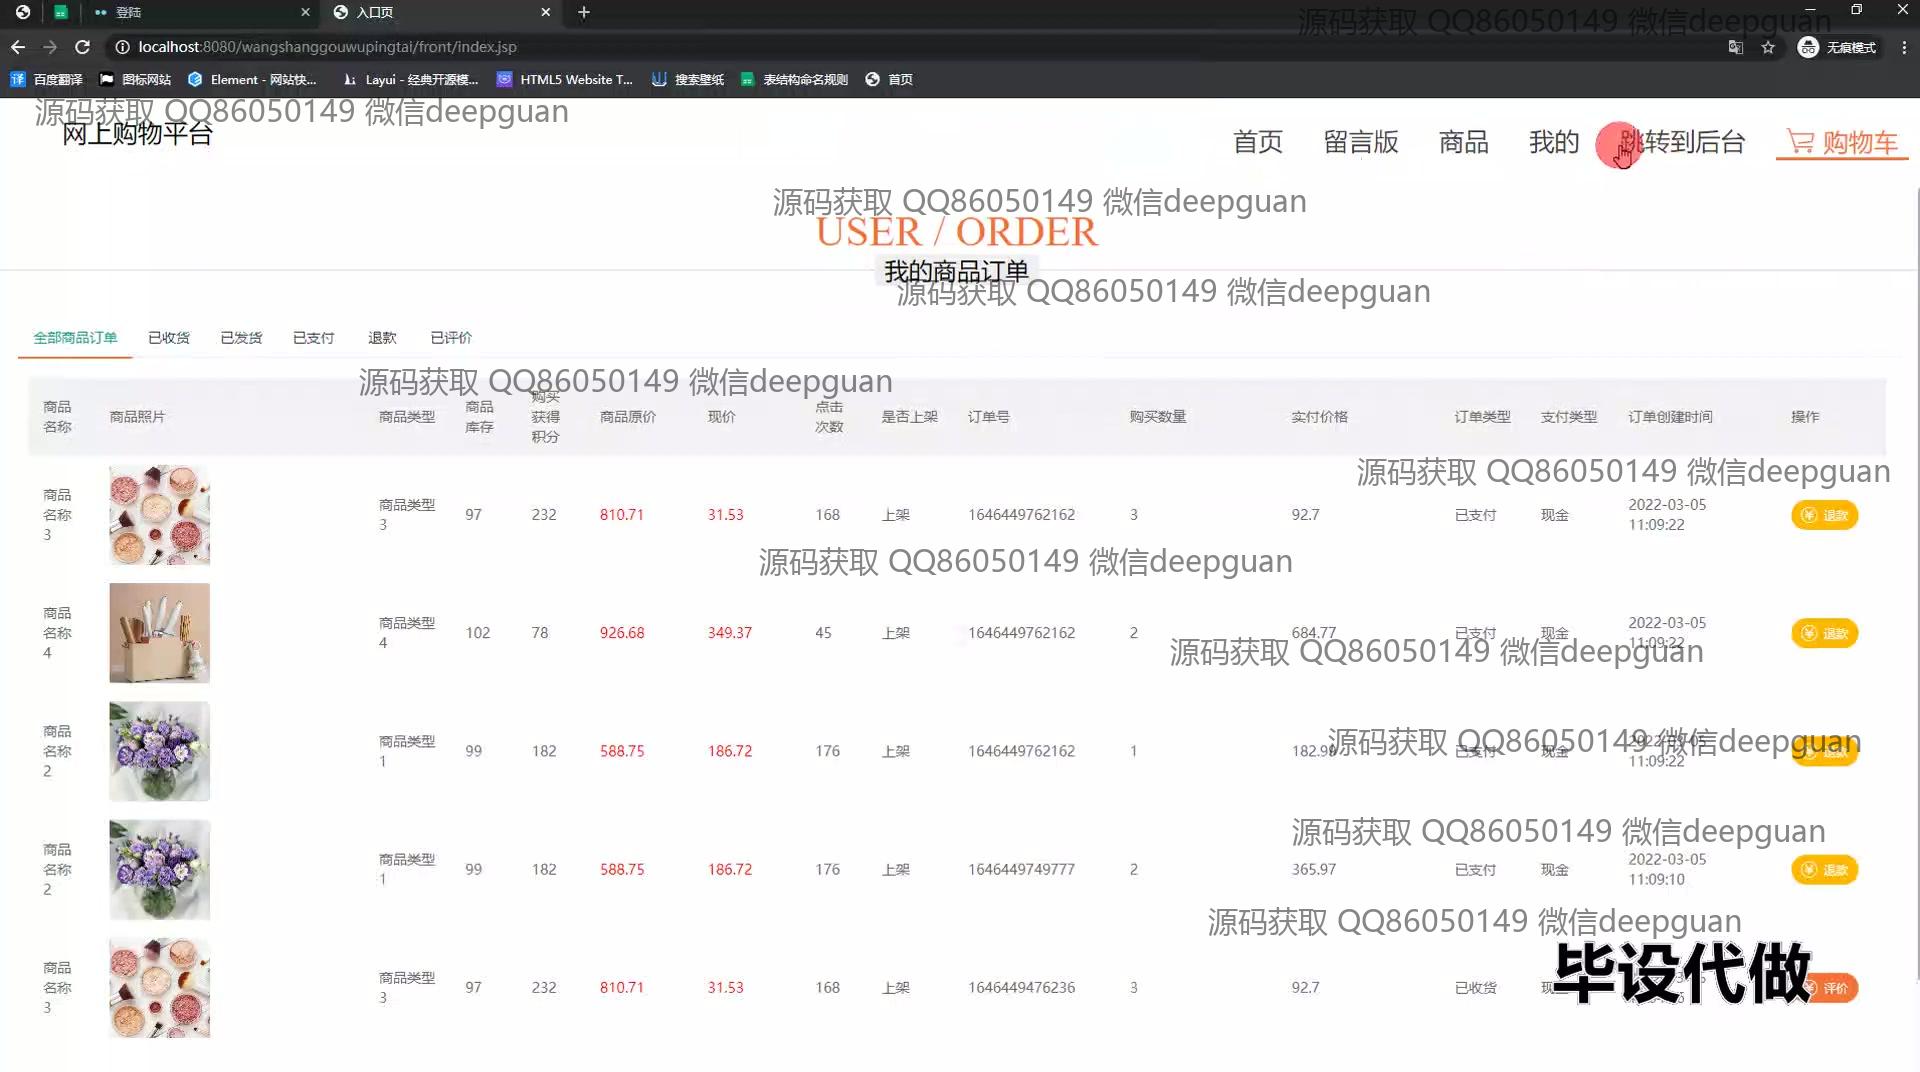 登陆
入口页
源码获取 QQ86050149 微信deepguan
localhost:8080/wangshanggouwupingtai/front/index.jsp
无痕模式
百度翻译 图标网站 Element - 网站快... Layui - 经典开源模... HTML5 Website T... 搜索壁纸 表结构命名规则 首页
源码获取 QQ86050149 微信deepguan
网上购物平台
首页 留言版 商品 我的 跳转到后台 购物车
源码获取 QQ86050149 微信deepguan
USER / ORDER
我的商品订单
源码获取 QQ86050149 微信deepguan
全部商品订单 已收货 已发货 已支付 退款 已评价
源码获取 QQ86050149 微信deepguan
商品名称 商品照片 商品类型 商品库存 购买获得积分 商品原价 现价 点击次数 是否上架 订单号 购买数量 实付价格 订单类型 支付类型 订单创建时间 操作
源码获取 QQ86050149 微信deepguan
商品名称3 商品类型3 97 232 810.71 31.53 168 上架 1646449762162 3 92.7 已支付 现金 2022-03-05 11:09:22 退款
源码获取 QQ86050149 微信deepguan
商品名称4 商品类型4 102 78 926.68 349.37 45 上架 1646449762162 2 684.77 已支付 现金 2022-03-05 11:09:22 退款
源码获取 QQ86050149 微信deepguan
源码获取 QQ86050149 微信deepguan
商品名称2 商品类型1 99 182 588.75 186.72 176 上架 1646449762162 1 已支付 现金 2022-03-05 11:09:22 退款
源码获取 QQ86050149 微信deepguan
商品名称2 商品类型1 99 182 588.75 186.72 176 上架 1646449749777 2 365.97 已支付 现金 2022-03-05 11:09:10 退款
源码获取 QQ86050149 微信deepguan
毕设代做
商品名称3 商品类型3 97 232 810.71 31.53 168 上架 1646449476236 3 92.7 已收货 评价